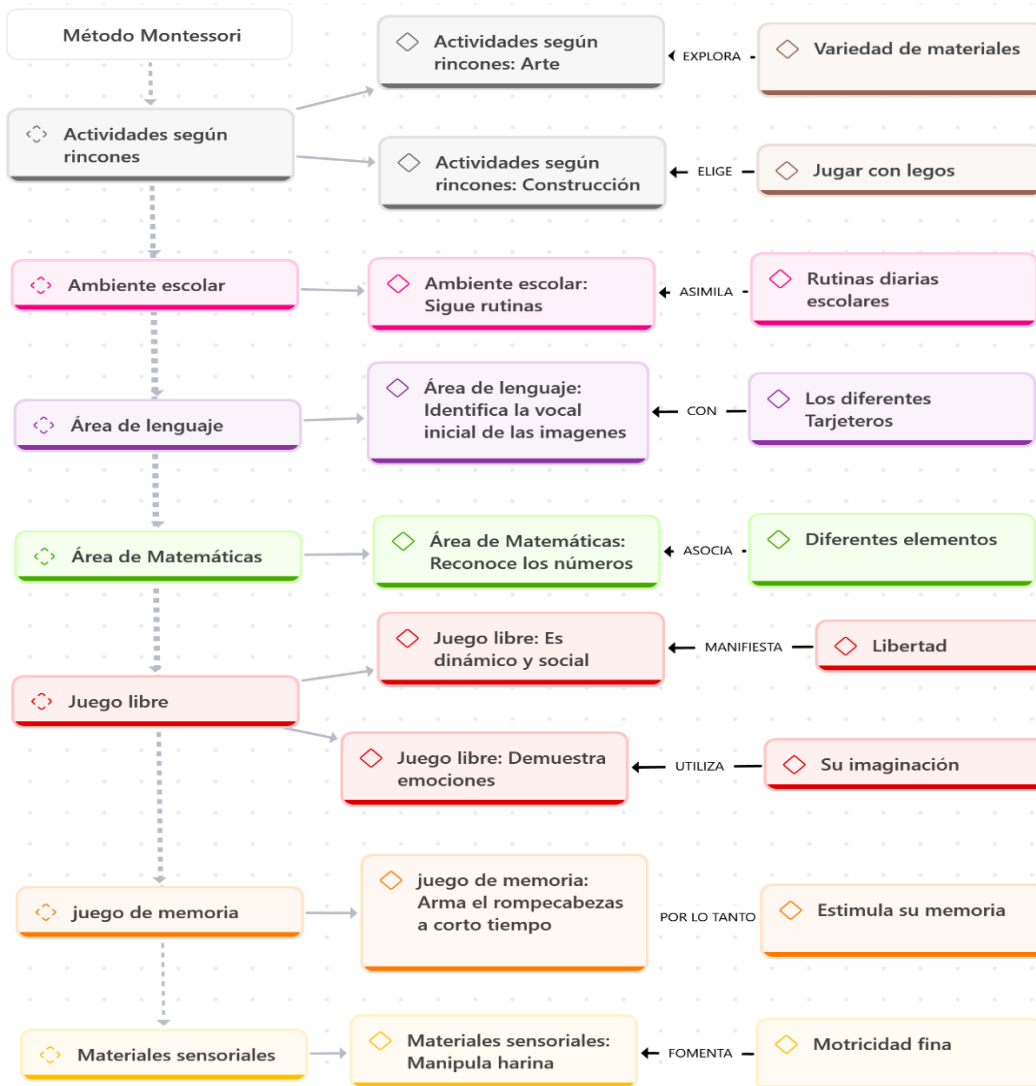 Método Montessori
Actividades según
rincones: Arte
EXPLORA
Variedad de materiales
Actividades según
rincones
Actividades según
rincones: Construcción
ELIGE
Jugar con legos
Ambiente escolar
Ambiente escolar:
Sigue rutinas
ASIMILA
Rutinas diarias
escolares
Área de lenguaje
Área de lenguaje:
Identifica la vocal
inicial de las imagenes
CON
Los diferentes
Tarjeteros
Área de Matemáticas
Área de Matemáticas:
Reconoce los números
ASOCIA
Diferentes elementos
Juego libre
Juego libre: Es
dinámico y social
MANIFIESTA
Libertad
Juego libre: Demuestra
emociones
UTILIZA
Su imaginación
juego de memoria
juego de memoria:
Arma el rompecabezas
a corto tiempo
POR LO TANTO
Estimula su memoria
Materiales sensoriales
Materiales sensoriales:
Manipula harina
FOMENTA
Motricidad fina